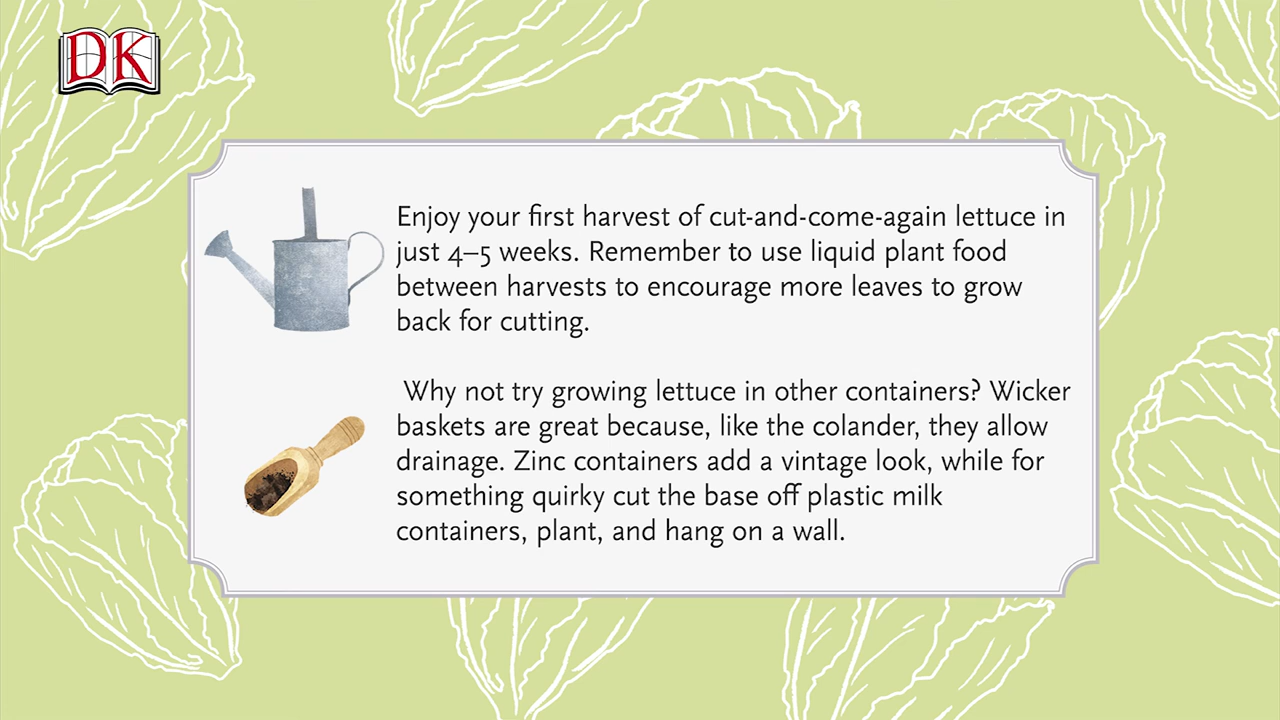 DK
Enjoy your first harvest of cut-and-come-again lettuce in
just 4–5 weeks. Remember to use liquid plant food
between harvests to encourage more leaves to grow
back for cutting.
Why not try growing lettuce in other containers? Wicker
baskets are great because, like the colander, they allow
drainage. Zinc containers add a vintage look, while for
something quirky cut the base off plastic milk
containers, plant, and hang on a wall.